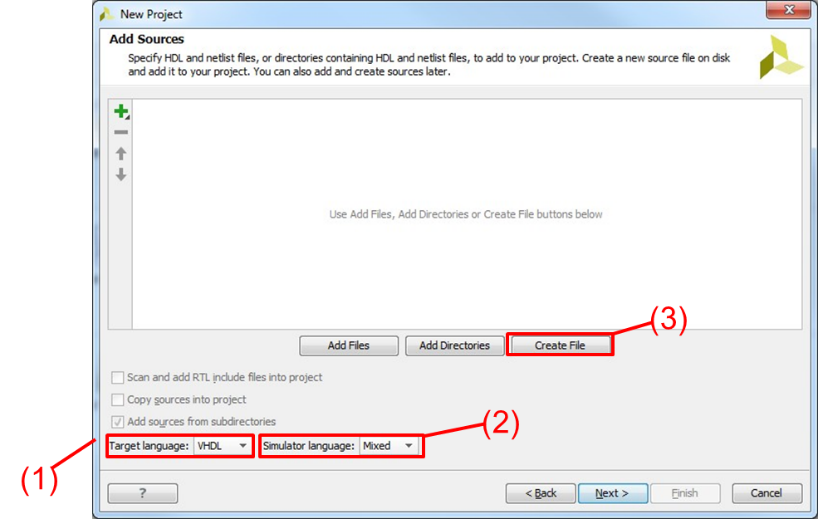 New Project
Add Sources
Specify HDL and netlist files, or directories containing HDL and netlist files, to add to your project. Create a new source file on disk
and add it to your project. You can also add and create sources later.
Use Add Files, Add Directories or Create File buttons below
(3)
Add Files Add Directories Create File
Scan and add RTL include files into project
Copy sources into project
Add sources from subdirectories
(2)
Target language: VHDL Simulator language: Mixed
(1)
? < Back Next > Finish Cancel